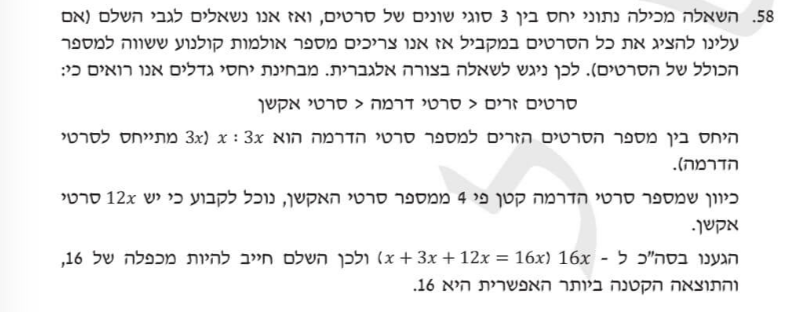 58. השאלה מכילה נתוני יחס בין 3 סוגי שונים של סרטים, ואז אנו נשאלים לגבי השלם (אם
עלינו להציג את כל הסרטים במקביל אז אנו צריכים מספר אולמות קולנוע ששווה למספר
הכולל של הסרטים). לכן ניגש לשאלה בצורה אלגברית. מבחינת יחסי גדלים אנו רואים כי:
סרטים זרים < סרטי דרמה < סרטי אקשן
היחס בין מספר הסרטים הזרים למספר סרטי הדרמה הוא x : 3x (3x מתייחס לסרטי
הדרמה).
כיוון שמספר סרטי הדרמה קטן פי 4 ממספר סרטי האקשן, נוכל לקבוע כי יש 12x סרטי
אקשן.
הגענו בסה"כ ל - 16x (x + 3x + 12x = 16x) ולכן השלם חייב להיות מכפלה של 16,
והתוצאה הקטנה ביותר האפשרית היא 16.